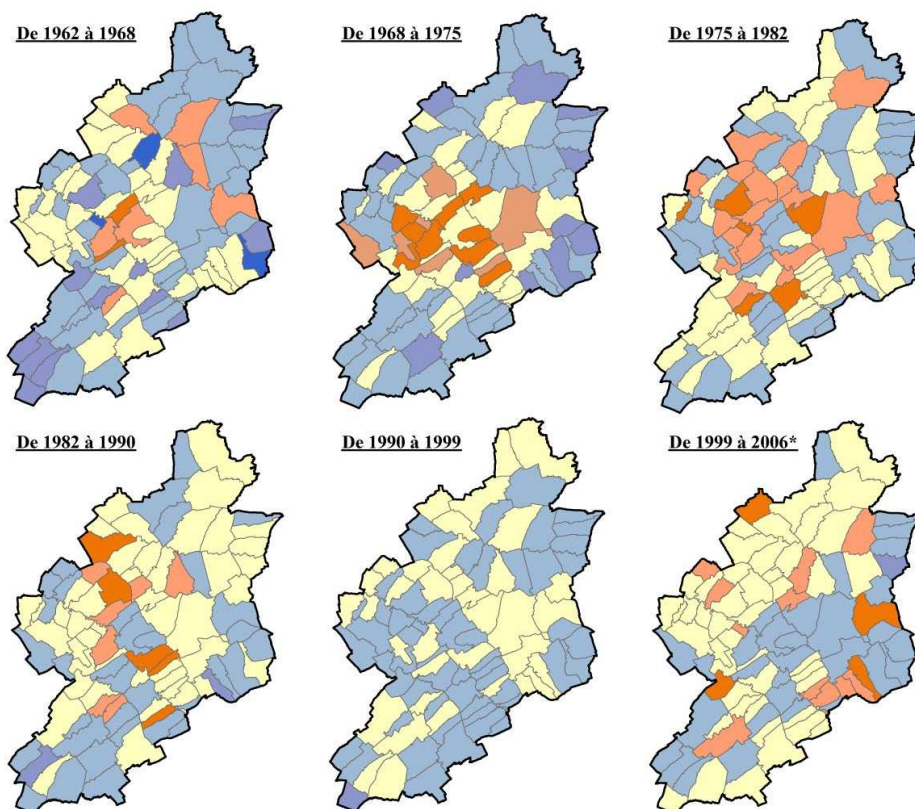 De 1962 à 1968
De 1968 à 1975
De 1975 à 1982
De 1982 à 1990
De 1990 à 1999
De 1999 à 2006*